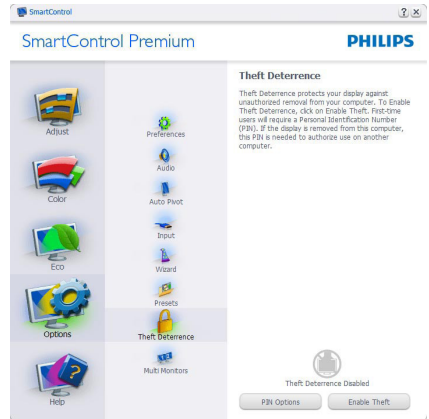 SmartControl
SmartControl Premium
PHILIPS
Adjust
Color
Eco
Options
Help
Preferences
Audio
Auto Pivot
Input
Wizard
Presets
Theft Deterrence
Multi Monitors
Theft Deterrence
Theft Deterrence protects your display against
unauthorized removal from your computer. To Enable
Theft Deterrence, click on Enable Theft. First-time
users will require a Personal Identification Number
(PIN). If the display is removed from this computer,
this PIN is needed to authorize use on another
computer.
Theft Deterrence Disabled
PIN Options
Enable Theft